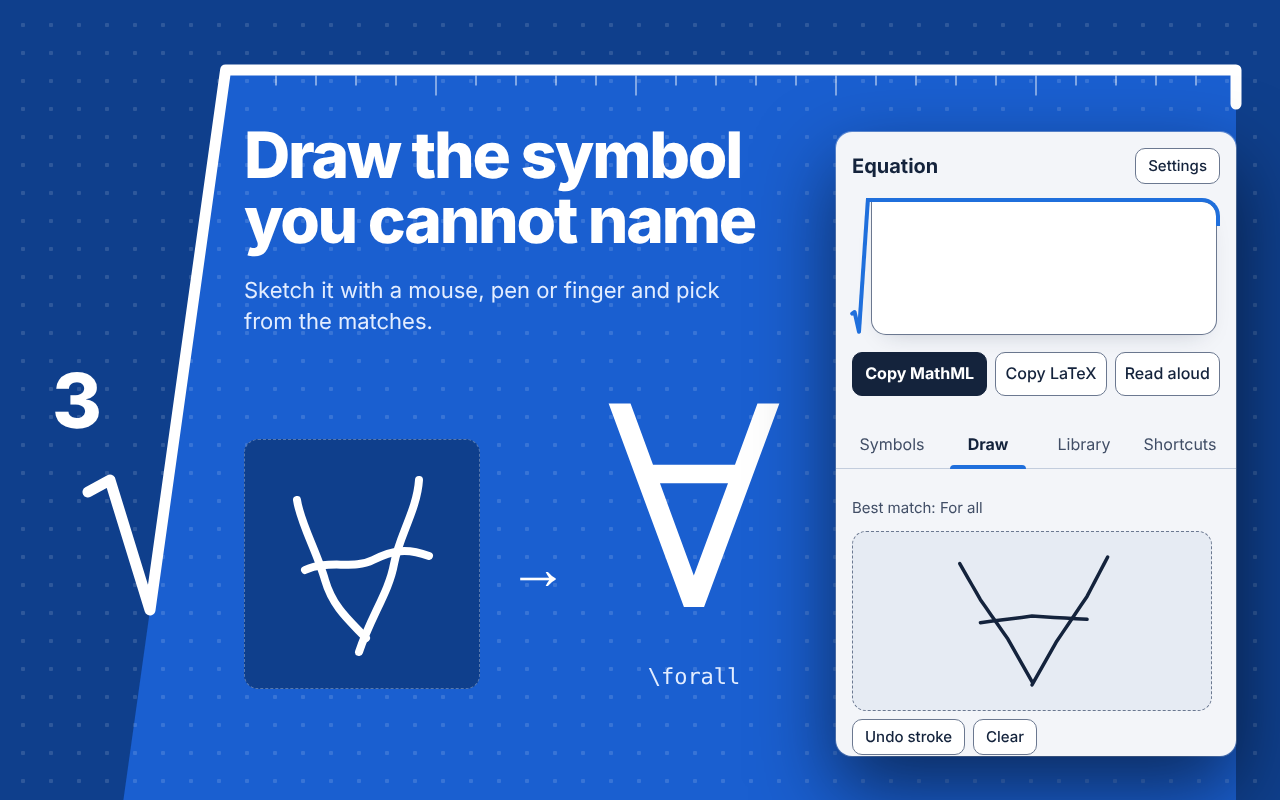 Draw the symbol
you cannot name
Sketch it with a mouse, pen or finger and pick
from the matches.
3
√
→
∀
\forall
Equation
Settings
Copy MathML
Copy LaTeX
Read aloud
Symbols
Draw
Library
Shortcuts
Best match: For all
Undo stroke
Clear